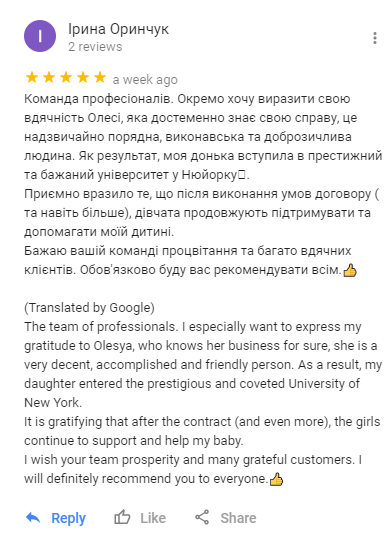 І
Ірина Оринчук
2 reviews
a week ago
Команда професіоналів. Окремо хочу виразити свою
вдячність Олесі, яка достеменно знає свою справу, це
надзвичайно порядна, виконавська та доброзичлива
людина. Як результат, моя донька вступила в престижний
та бажаний університет у Нюйорку.
Приємно вразило те, що після виконання умов договору (
та навіть більше), дівчата продовжують підтримувати та
допомагати моїй дитині.
Бажаю вашій команді процвітання та багато вдячних
клієнтів. Обов'язково буду вас рекомендувати всім.👍
(Translated by Google)
The team of professionals. I especially want to express my
gratitude to Olesya, who knows her business for sure, she is a
very decent, accomplished and friendly person. As a result, my
daughter entered the prestigious and coveted University of
New York.
It is gratifying that after the contract (and even more), the girls
continue to support and help my baby.
I wish your team prosperity and many grateful customers. I
will definitely recommend you to everyone.👍
Reply Like Share